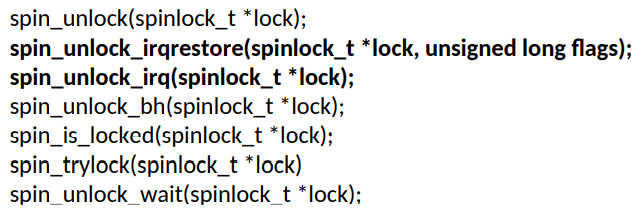 spin_unlock(spinlock_t *lock);
spin_unlock_irqrestore(spinlock_t *lock, unsigned long flags);
spin_unlock_irq(spinlock_t *lock);
spin_unlock_bh(spinlock_t *lock);
spin_is_locked(spinlock_t *lock);
spin_trylock(spinlock_t *lock)
spin_unlock_wait(spinlock_t *lock);